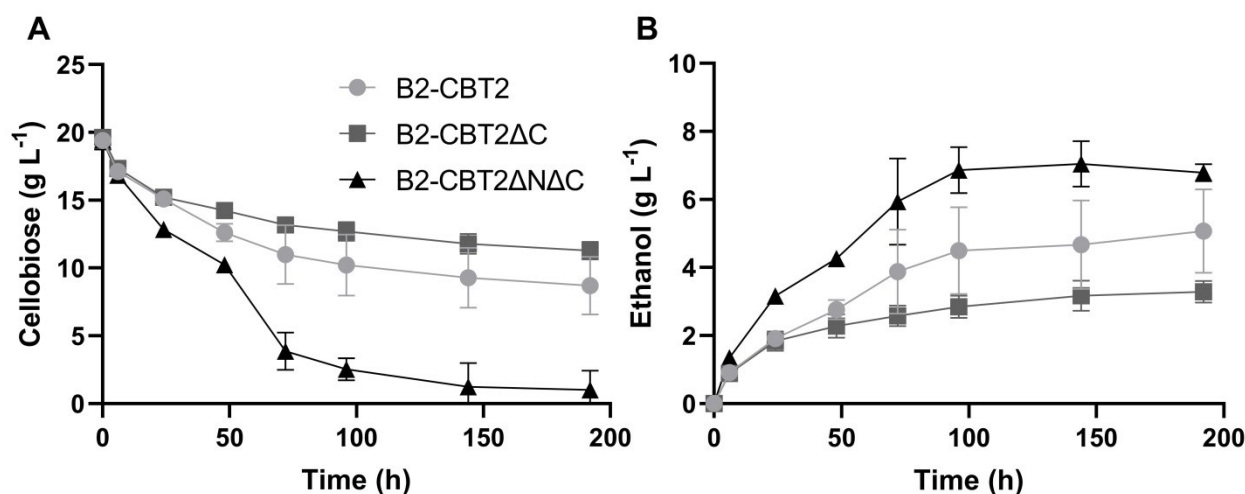 A
Cellobiose (g L⁻¹)
25
20
15
10
5
0
0
50
100
150
200
Time (h)
B2-CBT2
B2-CBT2ΔC
B2-CBT2ΔNΔC
B
Ethanol (g L⁻¹)
10
8
6
4
2
0
0
50
100
150
200
Time (h)